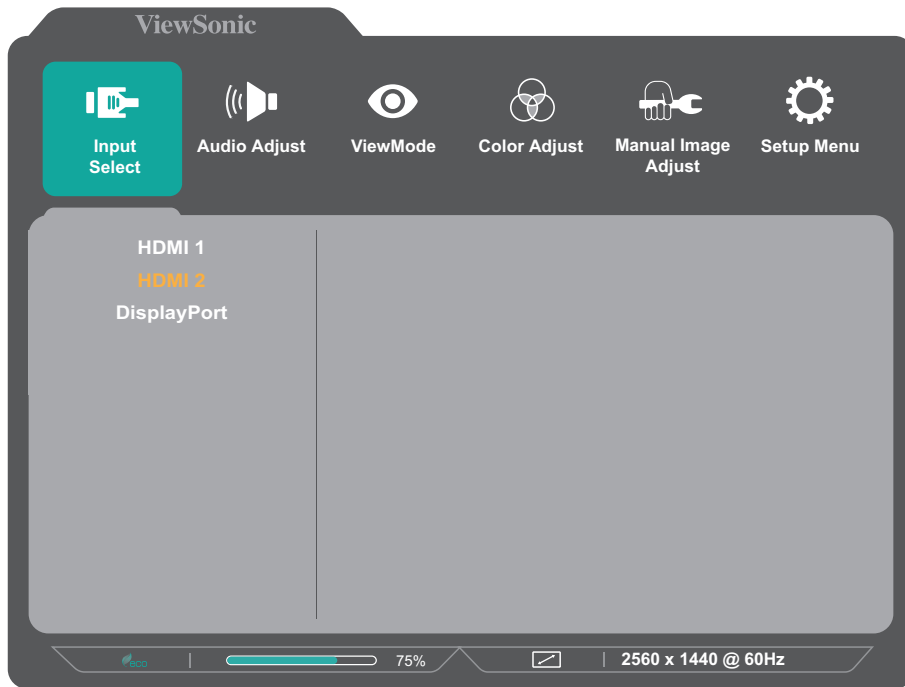 ViewSonic
Input
Select
Audio Adjust
ViewMode
Color Adjust
Manual Image
Adjust
Setup Menu
HDMI 1
HDMI 2
DisplayPort
eco
75%
2560 x 1440 @ 60Hz